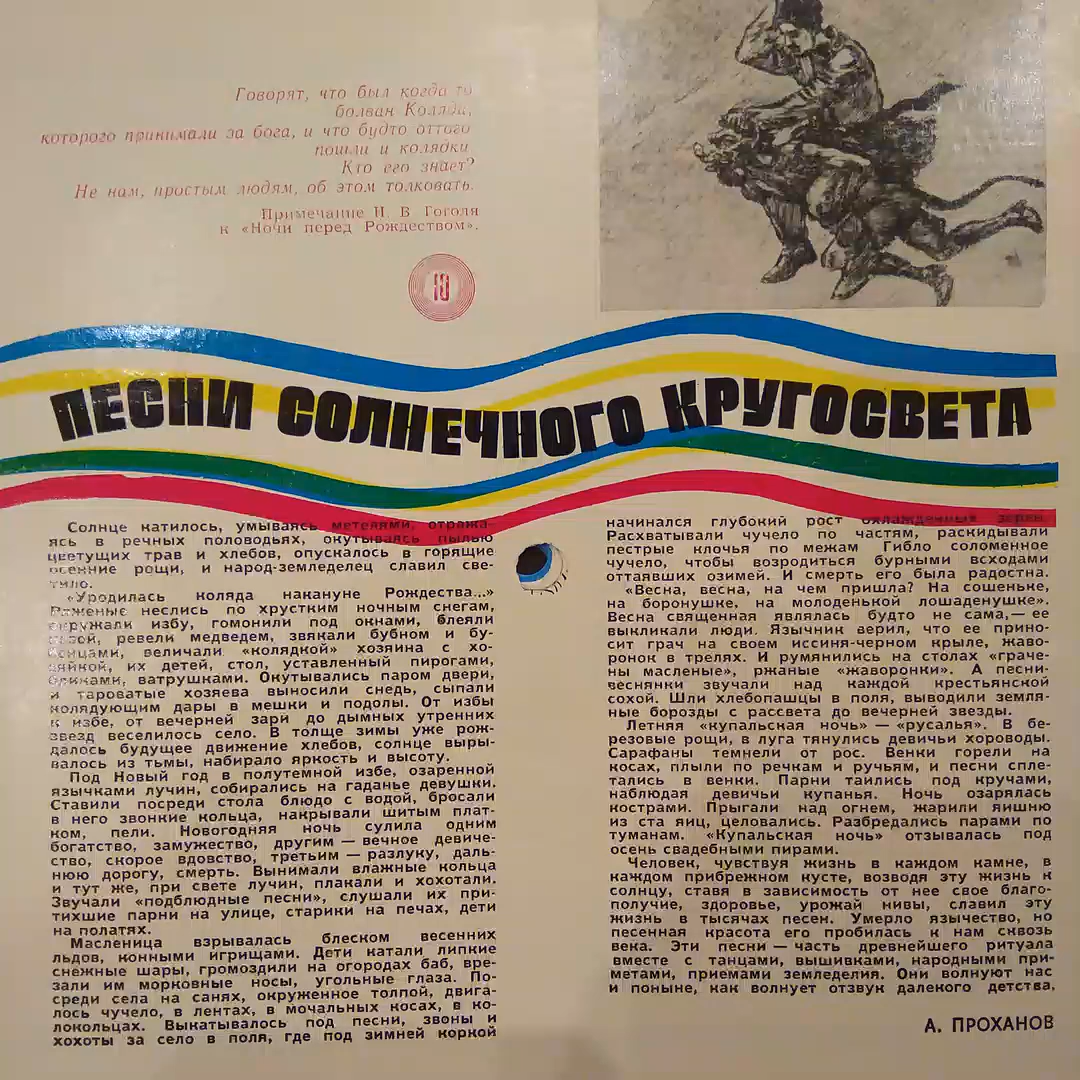 Говорят, что был когда-то
болван Коляда,
которого принимали за бога, и что будто оттого
пошли и колядки
Кто его знает?
Не нам, простым людям, об этом толковать.
Примечание Н. В. Гоголя
к «Ночи перед Рождеством».
10
ПЕСНИ СОЛНЕЧНОГО КРУГОСВЕТА
Солнце катилось, умываясь метелями, отража-
ясь в речных половодьях, окутываясь пылью
цветущих трав и хлебов, опускалось в горящие
осенние рощи, и народ-земледелец славил све-
тило.
«Уродилась коляда накануне Рождества...»
Ряженые неслись по хрустким ночным снегам,
окружали избу, гомонили под окнами, блеяли
козой, ревели медведем, звякали бубном и бу-
бенцами, величали «колядкой» хозяина с хо-
зяйкой, их детей, стол, уставленный пирогами,
блинами, ватрушками. Окутывались паром двери,
и тароватые хозяева выносили снедь, сыпали
колядующим дары в мешки и подолы. От избы
к избе, от вечерней зари до дымных утренних
звезд веселилось село. В толще зимы уже рож-
далось будущее движение хлебов, солнце выры-
валось из тьмы, набирало яркость и высоту.
Под Новый год в полутемной избе, озаренной
язычками лучин, собирались на гаданье девушки.
Ставили посреди стола блюдо с водой, бросали
в него звонкие кольца, накрывали шитым плат-
ком, пели. Новогодняя ночь сулила одним
богатство, замужество, другим — вечное девиче-
ство, скорое вдовство, третьим — разлуку, даль-
нюю дорогу, смерть. Вынимали влажные кольца
и тут же, при свете лучин, плакали и хохотали.
Звучали «подблюдные песни», слушали их при-
тихшие парни на улице, старики на печах, дети
на полатях.
Масленица взрывалась блеском весенних
льдов, конными игрищами. Дети катали липкие
снежные шары, громоздили на огородах баб, вре-
зали им морковные носы, угольные глаза. По-
среди села на санях, окруженное толпой, двига-
лось чучело, в лентах, в мочальных косах, в ко-
локольцах. Выкатывалось под песни, звоны и
хохоты за село в поля, где под зимней коркой
начинался глубокий рост охлажденных зерен.
Расхватывали чучело по частям, раскидывали
пестрые клочья по межам Гибло соломенное
чучело, чтобы возродиться бурными всходами
оттаявших озимей. И смерть его была радостна.
«Весна, весна, на чем пришла? На сошеньке,
на боронушке, на молоденькой лошаденушке».
Весна священная являлась будто не сама,— ее
выкликали люди. Язычник верил, что ее прино-
сит грач на своем иссиня-черном крыле, жаво-
ронок в трелях. И румянились на столах «граче-
ны масленые», ржаные «жаворонки». А песни-
веснянки звучали над каждой крестьянской
сохой. Шли хлебопашцы в поля, выводили земля-
ные борозды с рассвета до вечерней звезды.
Летняя «купальская ночь» — «русалья». В бе-
резовые рощи, в луга тянулись девичьи хороводы.
Сарафаны темнели от рос. Венки горели на
косах, плыли по речкам и ручьям, и песни спле-
тались в венки. Парни таились под кручами,
наблюдая девичьи купанья. Ночь озарялась
кострами. Прыгали над огнем, жарили яишню
из ста яиц, целовались. Разбредались парами по
туманам. «Купальская ночь» отзывалась под
осень свадебными пирами.
Человек, чувствуя жизнь в каждом камне, в
каждом прибрежном кусте, возводя эту жизнь к
солнцу, ставя в зависимость от нее свое благо-
получие, здоровье, урожай нивы, славил эту
жизнь в тысячах песен. Умерло язычество, но
песенная красота его пробилась к нам сквозь
века. Эти песни — часть древнейшего ритуала
вместе с танцами, вышивками, народными при-
метами, приемами земледелия. Они волнуют нас
и поныне, как волнует отзвук далекого детства.
А. ПРОХАНОВ